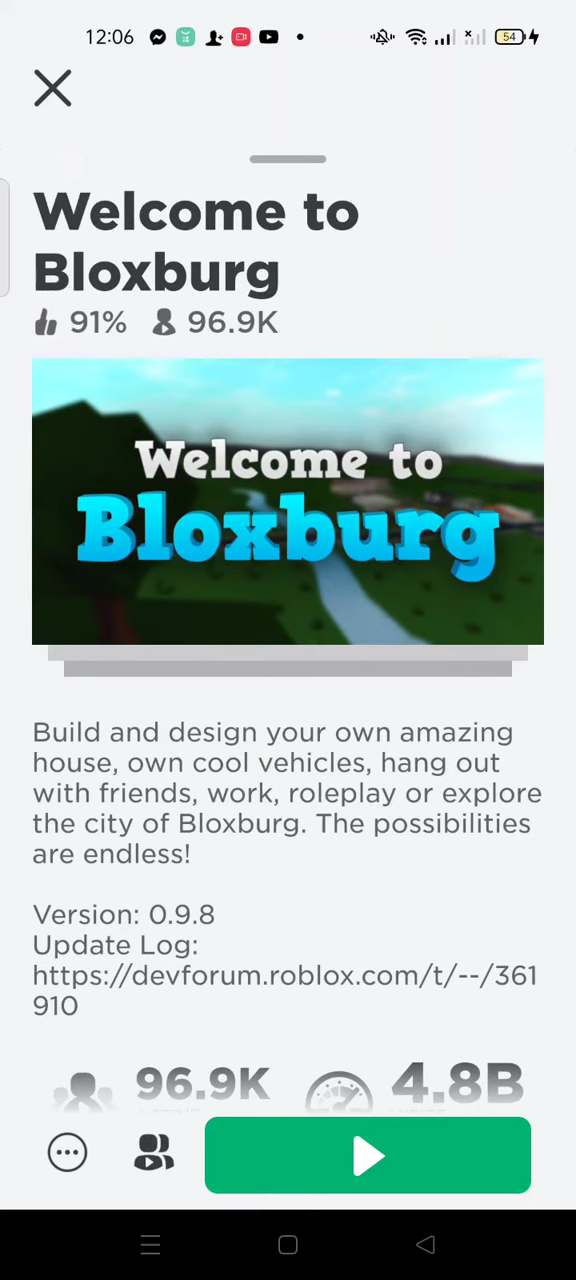 12:06
54
Welcome to
Bloxburg
91% 96.9K
Welcome to
Bloxburg
Build and design your own amazing
house, own cool vehicles, hang out
with friends, work, roleplay or explore
the city of Bloxburg. The possibilities
are endless!
Version: 0.9.8
Update Log:
https://devforum.roblox.com/t/--/361
910
96.9K 4.8B